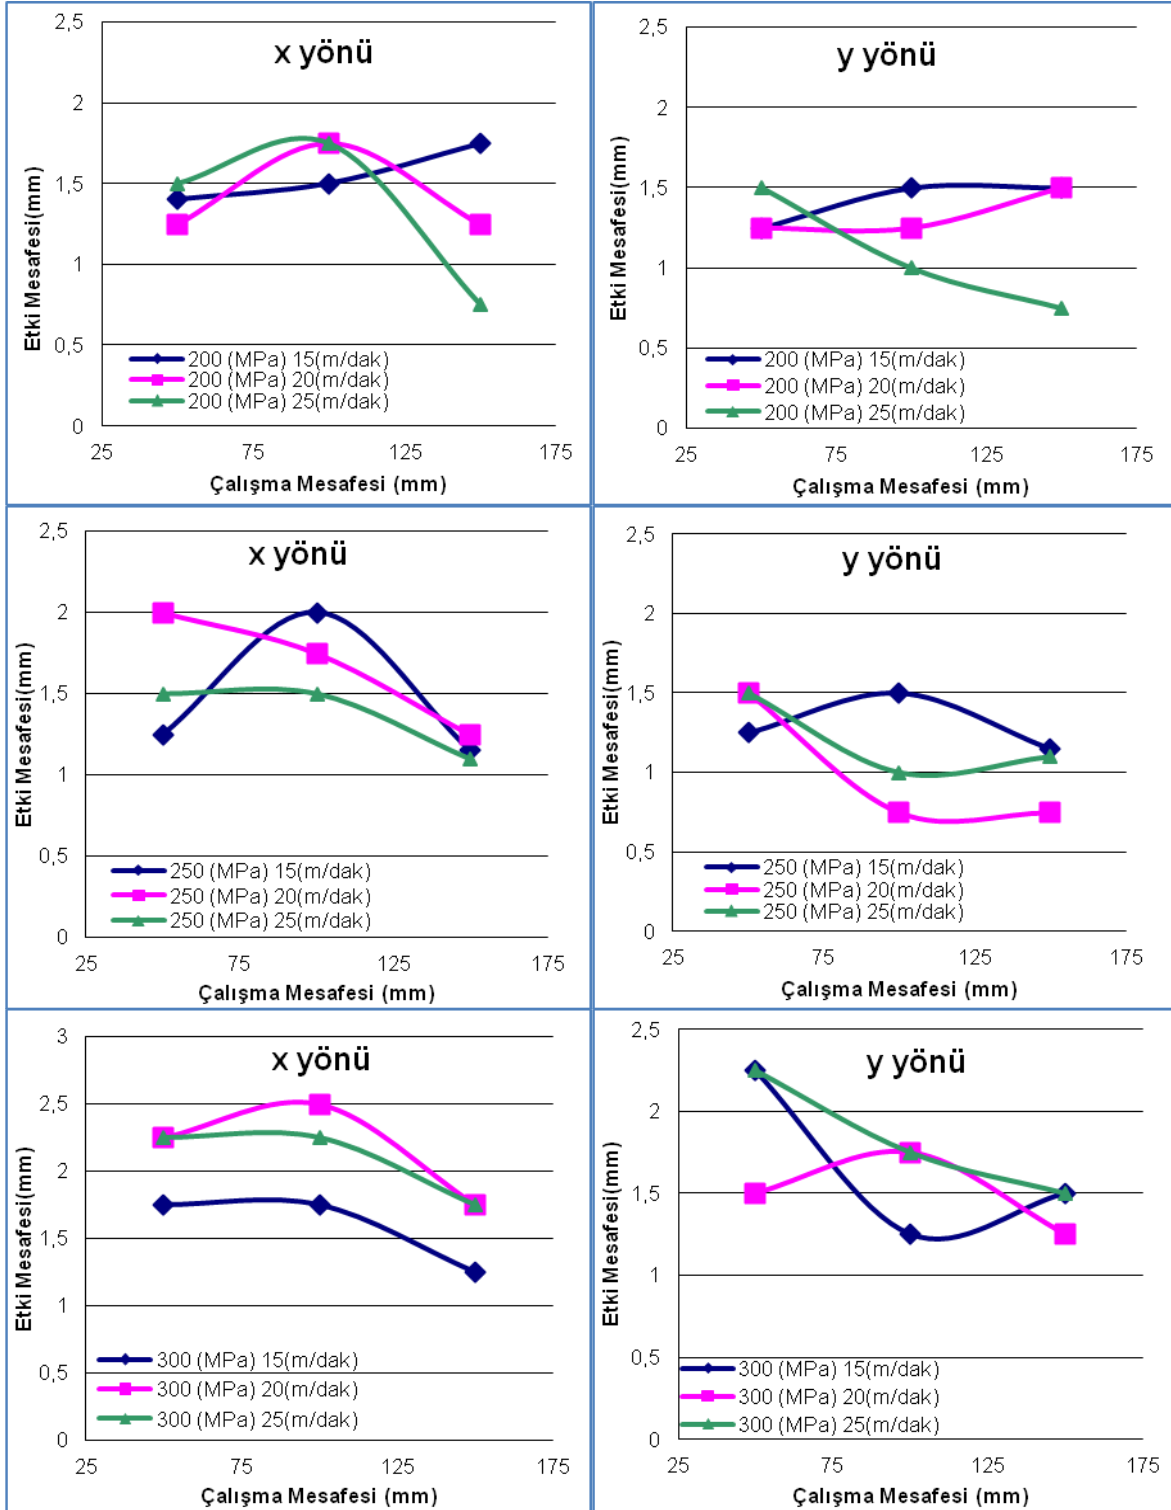 x yönü
2,5
2
1,5
1
0,5
0
Etki Mesafesi(mm)
200 (MPa) 15(m/dak)
200 (MPa) 20(m/dak)
200 (MPa) 25(m/dak)
25 75 125 175
Çalışma Mesafesi (mm)
y yönü
2,5
2
1,5
1
0,5
0
Etki Mesafesi(mm)
200 (MPa) 15(m/dak)
200 (MPa) 20(m/dak)
200 (MPa) 25(m/dak)
25 75 125 175
Çalışma Mesafesi (mm)
x yönü
2,5
2
1,5
1
0,5
0
Etki Mesafesi(mm)
250 (MPa) 15(m/dak)
250 (MPa) 20(m/dak)
250 (MPa) 25(m/dak)
25 75 125 175
Çalışma Mesafesi (mm)
y yönü
2,5
2
1,5
1
0,5
0
Etki Mesafesi(mm)
250 (MPa) 15(m/dak)
250 (MPa) 20(m/dak)
250 (MPa) 25(m/dak)
25 75 125 175
Çalışma Mesafesi (mm)
x yönü
3
2,5
2
1,5
1
0,5
0
Etki Mesafesi(mm)
300 (MPa) 15(m/dak)
300 (MPa) 20(m/dak)
300 (MPa) 25(m/dak)
25 75 125 175
Çalışma Mesafesi (mm)
y yönü
2,5
2
1,5
1
0,5
0
Etki Mesafesi(mm)
300 (MPa) 15(m/dak)
300 (MPa) 20(m/dak)
300 (MPa) 25(m/dak)
25 75 125 175
Çalışma Mesafesi (mm)